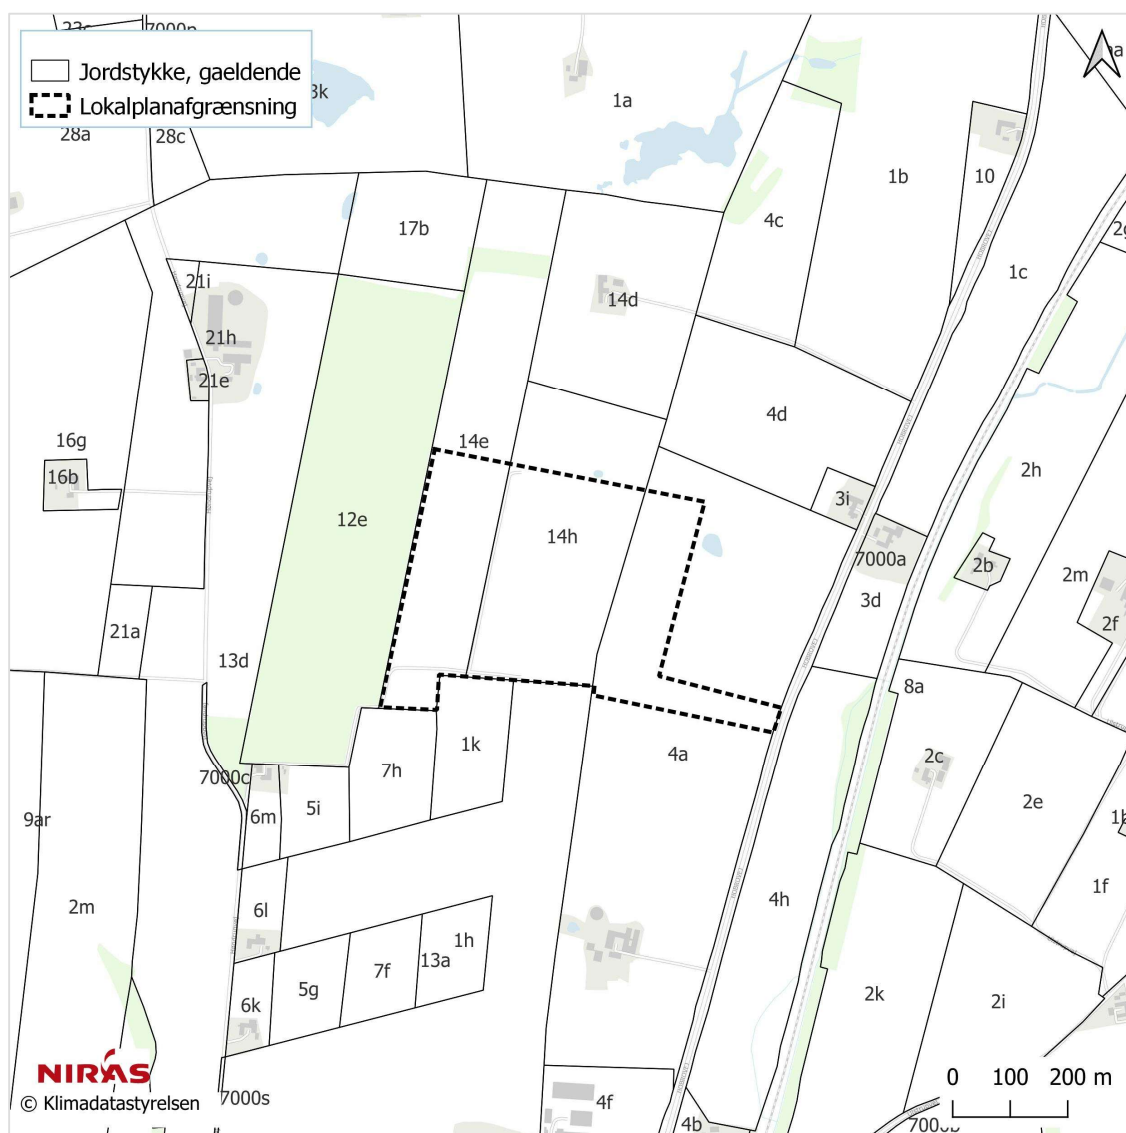 7000p
Jordstykke, gaeldende
Lokalplanafgrænsning
3k
1a
28a
28c
10
1b
4c
17b
1c
21i
14d
21h
21e
4d
16g
14e
16b
2h
3i
12e
14h
7000a
2b
2m
3d
2f
21a
13d
8a
4a
1k
2c
7h
7000c
2e
5i
6m
9ar
1f
4h
2m
6l
1h
13a
7f
5g
2k
2i
6k
NIRAS
© Klimadatastyrelsen
7000s
4f
4b
0 100 200 m